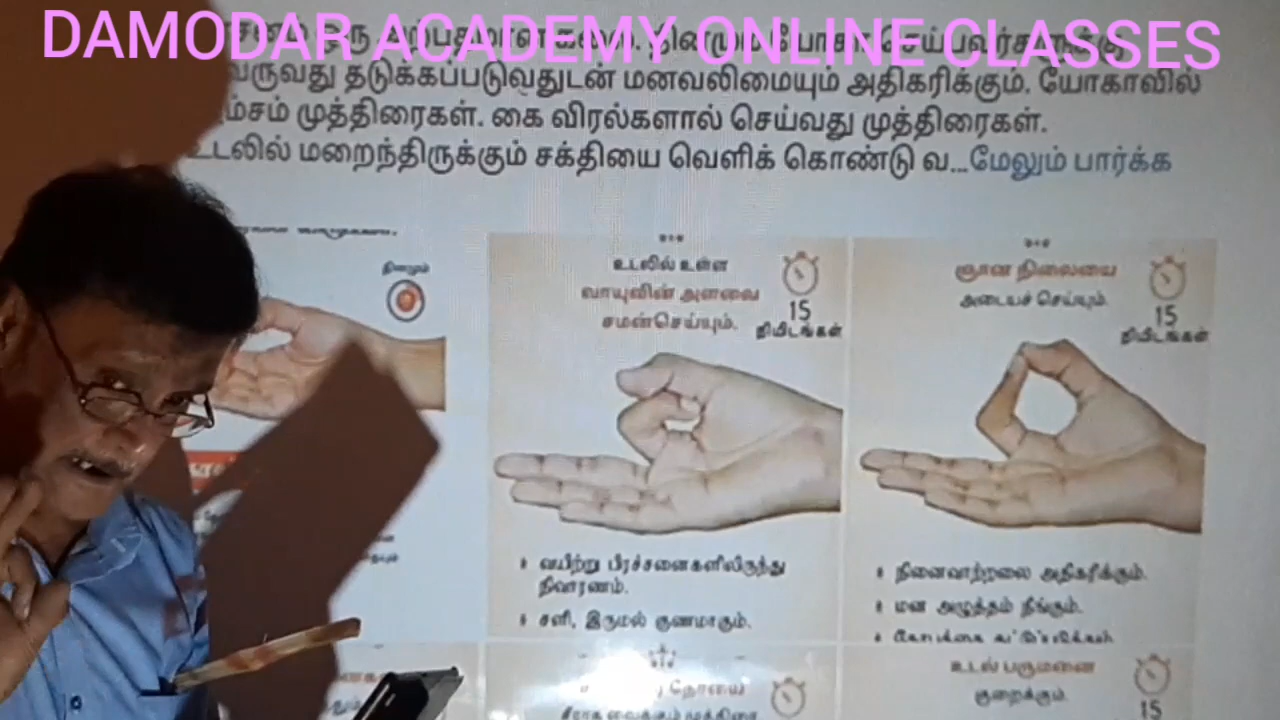 DAMODAR ACADEMY ONLINE CLASSES
வருவது தடுக்கப்படுவதுடன் மனவலிமையும் அதிகரிக்கும். யோகாவில்
முத்திரைகள். கை விரல்களால் செய்வது முத்திரைகள்.
உடலில் மறைந்திருக்கும் சக்தியை வெளிக் கொண்டு வ...மேலும் பார்க்க
தினமும்
உடலில் உள்ள
வாயுவின் அளவை
சமன்செய்யும்.
15
நிமிடங்கள்
ஞான நிலையை
அடையச் செய்யும்.
15
நிமிடங்கள்
வயிற்று பிரச்சனைகளிலிருந்து
நிவாரணம்.
சளி, இருமல் குணமாகும்.
நினைவாற்றலை அதிகரிக்கும்.
மன அழுத்தம் நீங்கும்.
நோயை
சீராக வைக்கும் முத்திரை
உடல் பருமனை
குறைக்கும்.
15